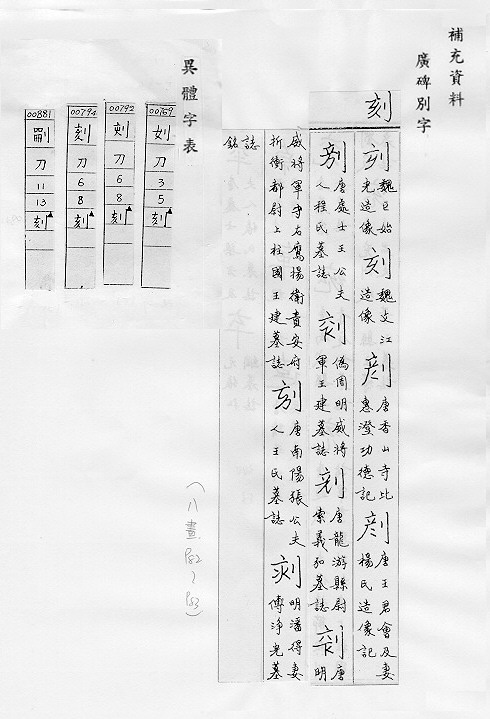 補充資料
廣碑別字
刻
刻 魏巨始光造像 刻 魏文江造像 刻 唐香山寺比惠澄功德記 刻 唐王君會及妻楊氏造像記
刻 唐處士王公夫人程氏墓誌 刻 偽周明威將軍王建墓誌 刻 唐龍游縣尉索義弘墓誌 刻 唐明
威將軍守右鷹揚衛貴安府折衝都尉上柱國王建墓誌 刻 唐南陽張公夫人王氏墓誌 刻 明潘得妻傅淨光墓
誌銘
異體字表
00769 刀 3 5 刻
00792 刀 6 8 刻
00794 刻 刀 6 8 刻
00881 刀 11 13 刻
(八畫 P82、P83)